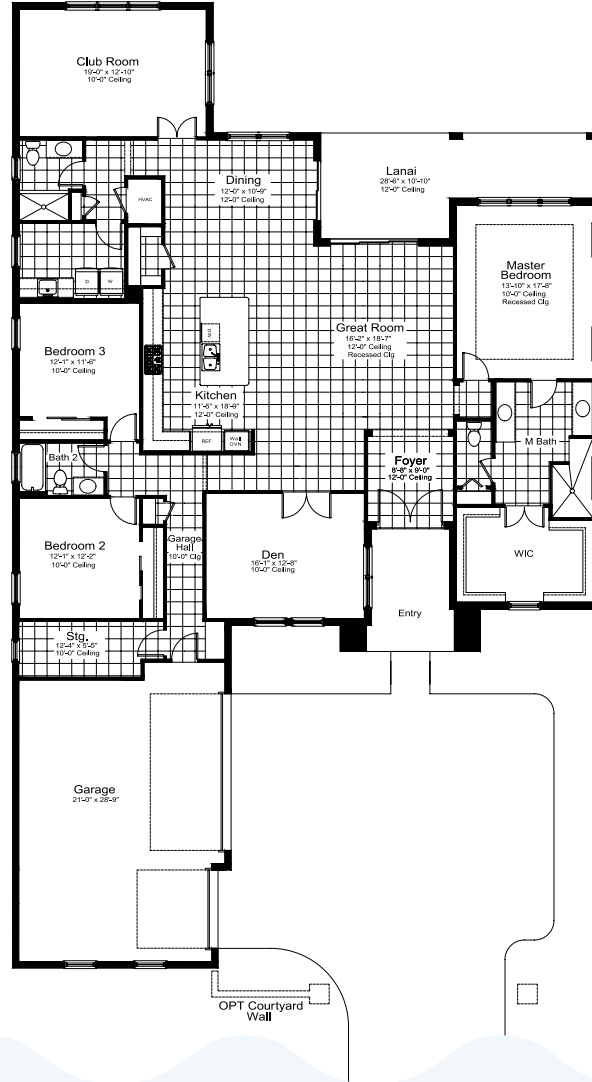 Club Room
19'-0" x 12'-10"
10'-0" Ceiling
Lanai
28'-6" x 10'-10"
12'-0" Ceiling
Dining
12'-0" x 10'-9"
12'-0" Ceiling
HVAC
D
W
Master
Bedroom
13'-10" x 17'-8"
10'-0" Ceiling
Recessed Clg
Great Room
16'-2" x 18'-7"
12'-0" Ceiling
Recessed Clg
Bedroom 3
12'-1" x 11'-6"
10'-0" Ceiling
DW
Kitchen
11'-5" x 18'-9"
12'-0" Ceiling
REF
Wall
OVN
M Bath
Bath 2
Foyer
8'-8" x 9'-0"
12'-0" Ceiling
Bedroom 2
12'-1" x 12'-2"
10'-0" Ceiling
Garage
Hall
10'-0" Clg
Den
16'-1" x 12'-8"
10'-0" Ceiling
WIC
Entry
Stg.
12'-4" x 5'-5"
10'-0" Ceiling
Garage
21'-0" x 28'-9"
OPT Courtyard
Wall